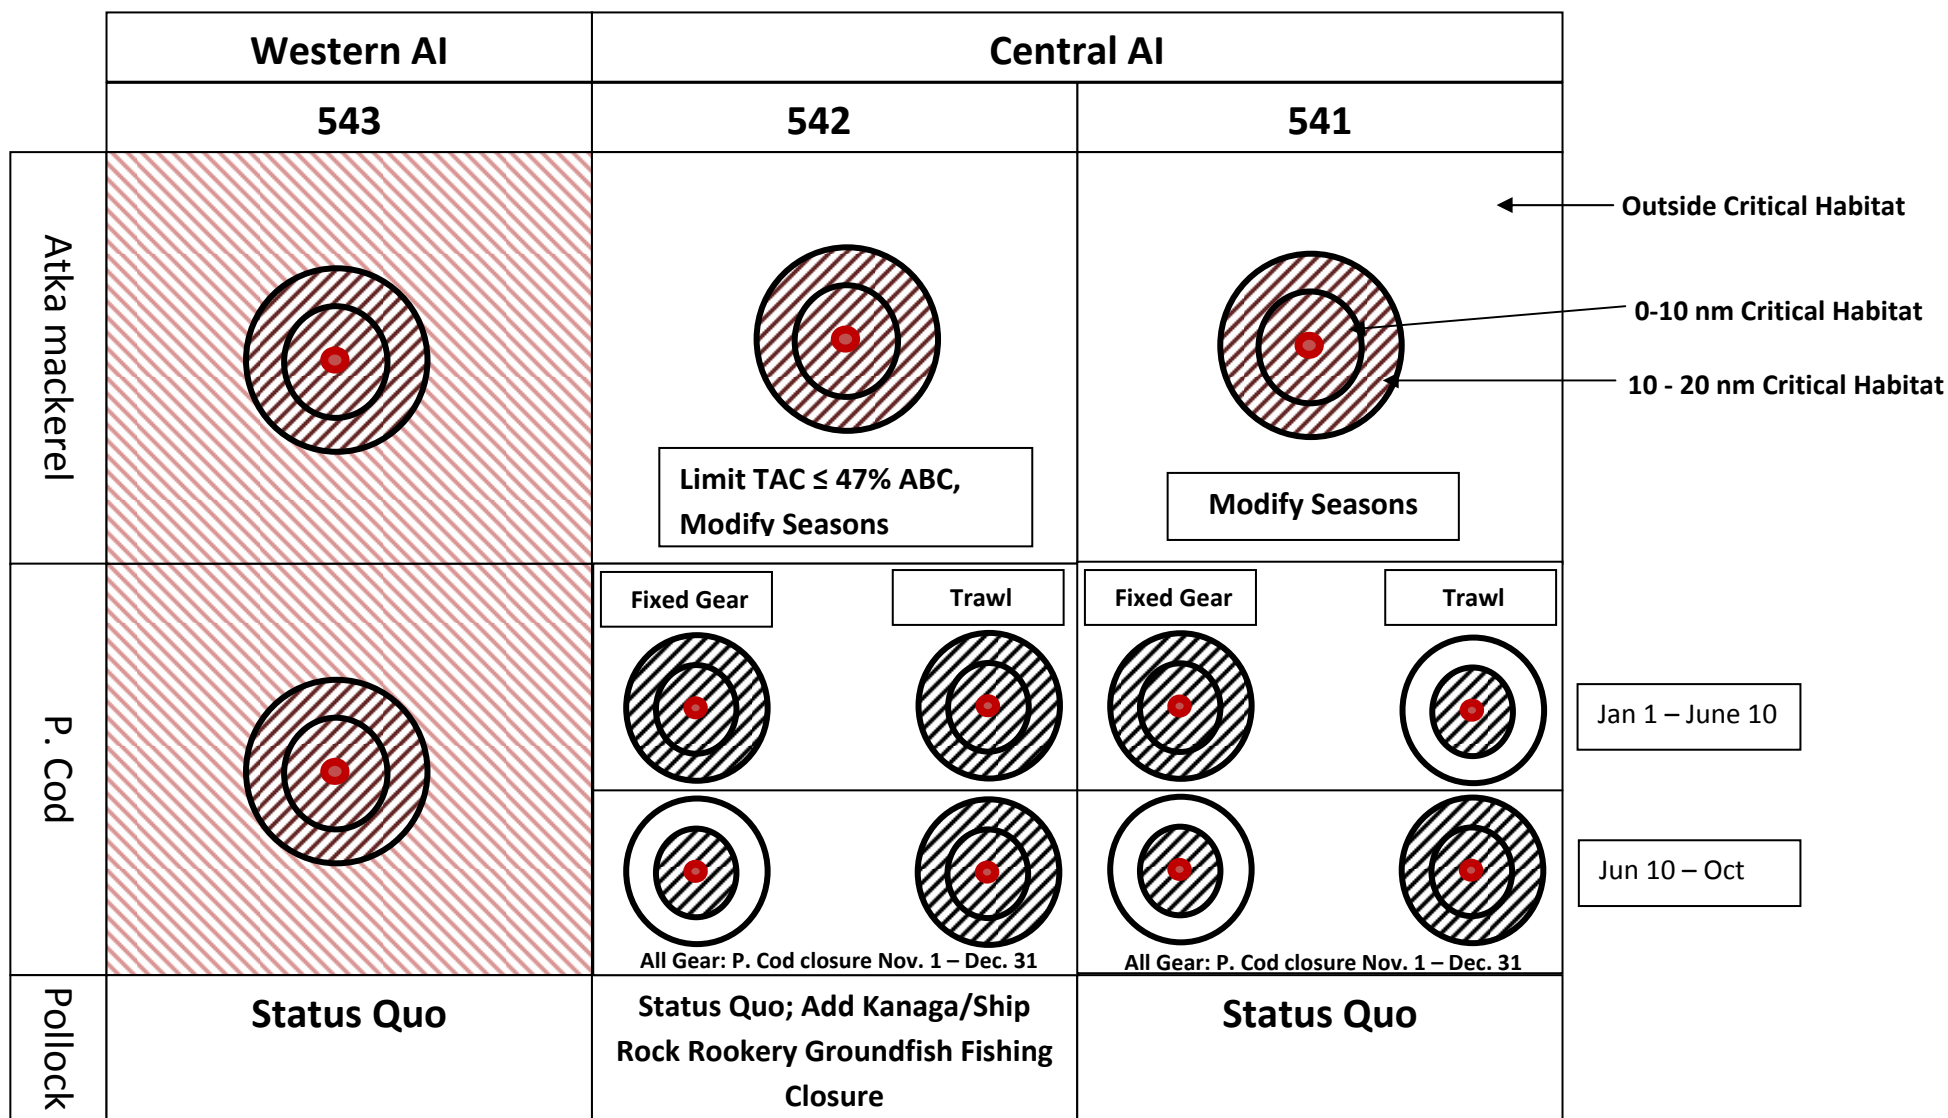 Western AI
Central AI
543
542
541
Atka mackerel
Outside Critical Habitat
0-10 nm Critical Habitat
10 - 20 nm Critical Habitat
Limit TAC ≤ 47% ABC,
Modify Seasons
Modify Seasons
P. Cod
Fixed Gear
Trawl
Fixed Gear
Trawl
Jan 1 – June 10
Jun 10 – Oct
All Gear: P. Cod closure Nov. 1 – Dec. 31
All Gear: P. Cod closure Nov. 1 – Dec. 31
Pollock
Status Quo
Status Quo; Add Kanaga/Ship
Rock Rookery Groundfish Fishing
Closure
Status Quo